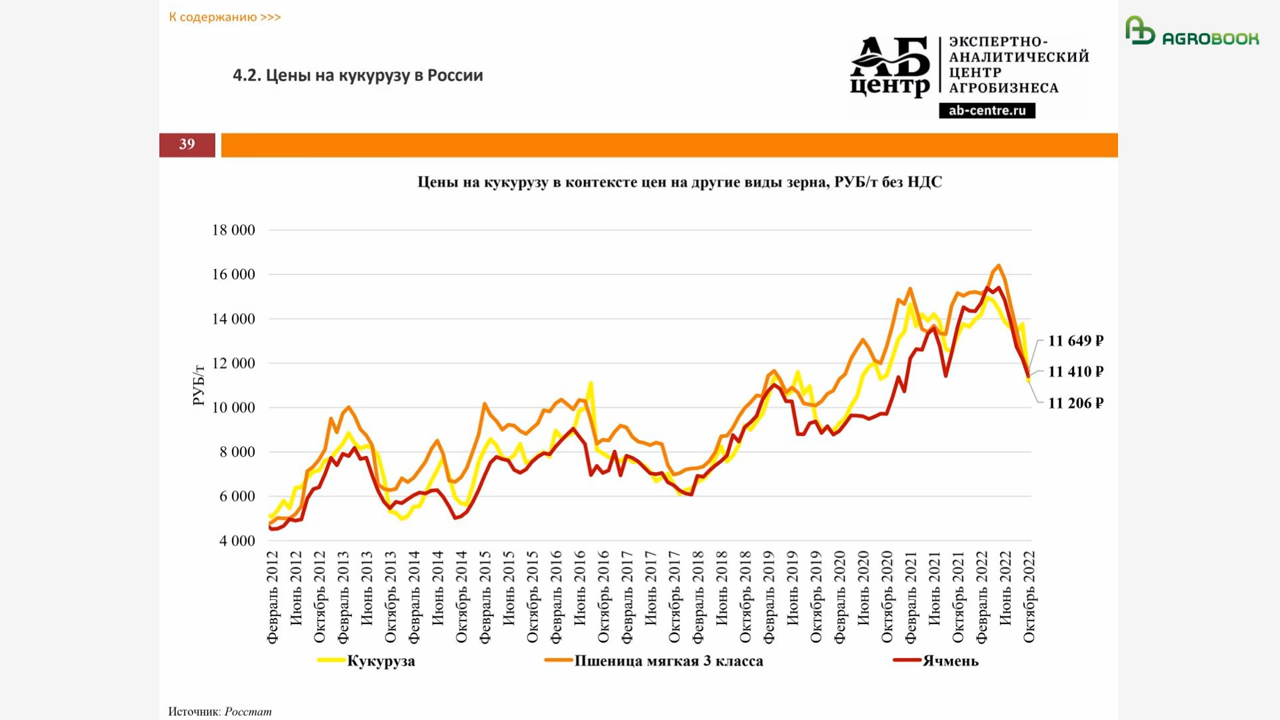 К содержанию >>>
AGROBOOK
4.2. Цены на кукурузу в России
АБ
центр
ЭКСПЕРТНО-
АНАЛИТИЧЕСКИЙ
ЦЕНТР
АГРОБИЗНЕСА
ab-centre.ru
39
Цены на кукурузу в контексте цен на другие виды зерна, РУБ/т без НДС
РУБ/т
18 000
16 000
14 000
12 000
10 000
8 000
6 000
4 000
11 649 ₽
11 410 ₽
11 206 ₽
Февраль 2012
Июнь 2012
Октябрь 2012
Февраль 2013
Июнь 2013
Октябрь 2013
Февраль 2014
Июнь 2014
Октябрь 2014
Февраль 2015
Июнь 2015
Октябрь 2015
Февраль 2016
Июнь 2016
Октябрь 2016
Февраль 2017
Июнь 2017
Октябрь 2017
Февраль 2018
Июнь 2018
Октябрь 2018
Февраль 2019
Июнь 2019
Октябрь 2019
Февраль 2020
Июнь 2020
Октябрь 2020
Февраль 2021
Июнь 2021
Октябрь 2021
Февраль 2022
Июнь 2022
Октябрь 2022
Кукуруза
Пшеница мягкая 3 класса
Ячмень
Источник: Росстат